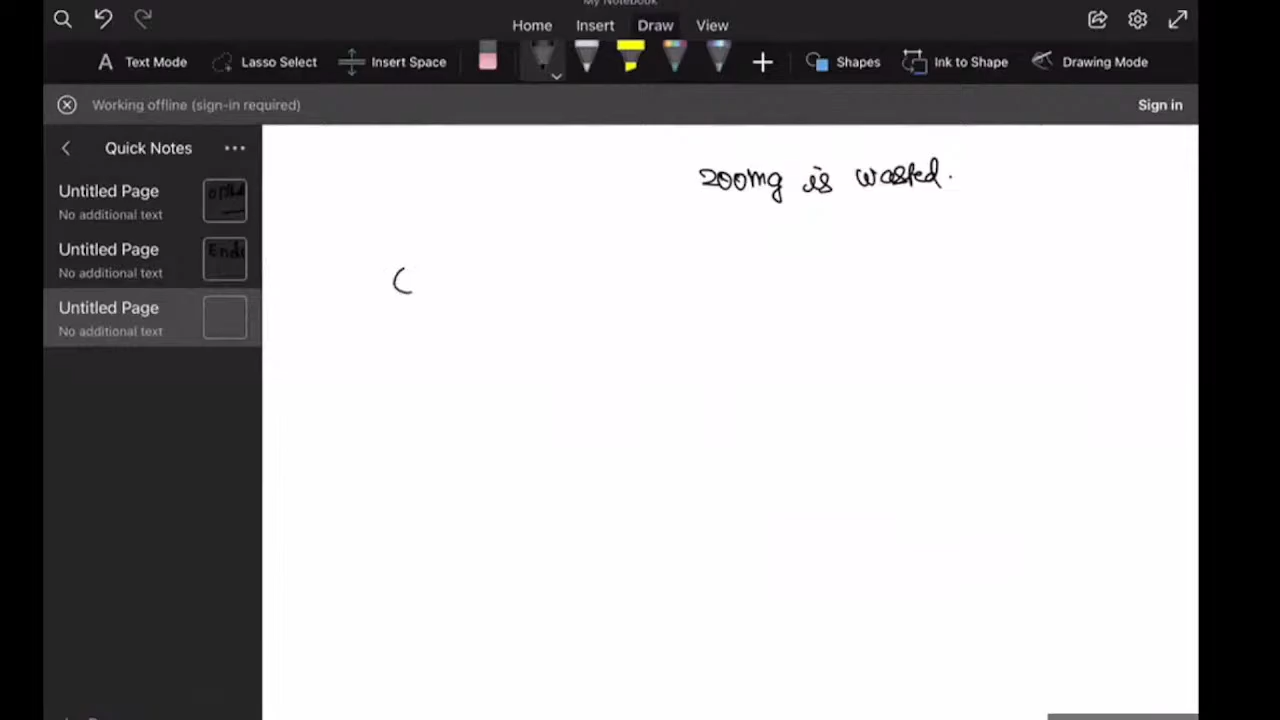 My Notebook
Home Insert Draw View
Text Mode Lasso Select Insert Space Shapes Ink to Shape Drawing Mode
Working offline (sign-in required) Sign in
Quick Notes
200mg is wasted.
Untitled Page
No additional text
Untitled Page
No additional text
Untitled Page
No additional text
(